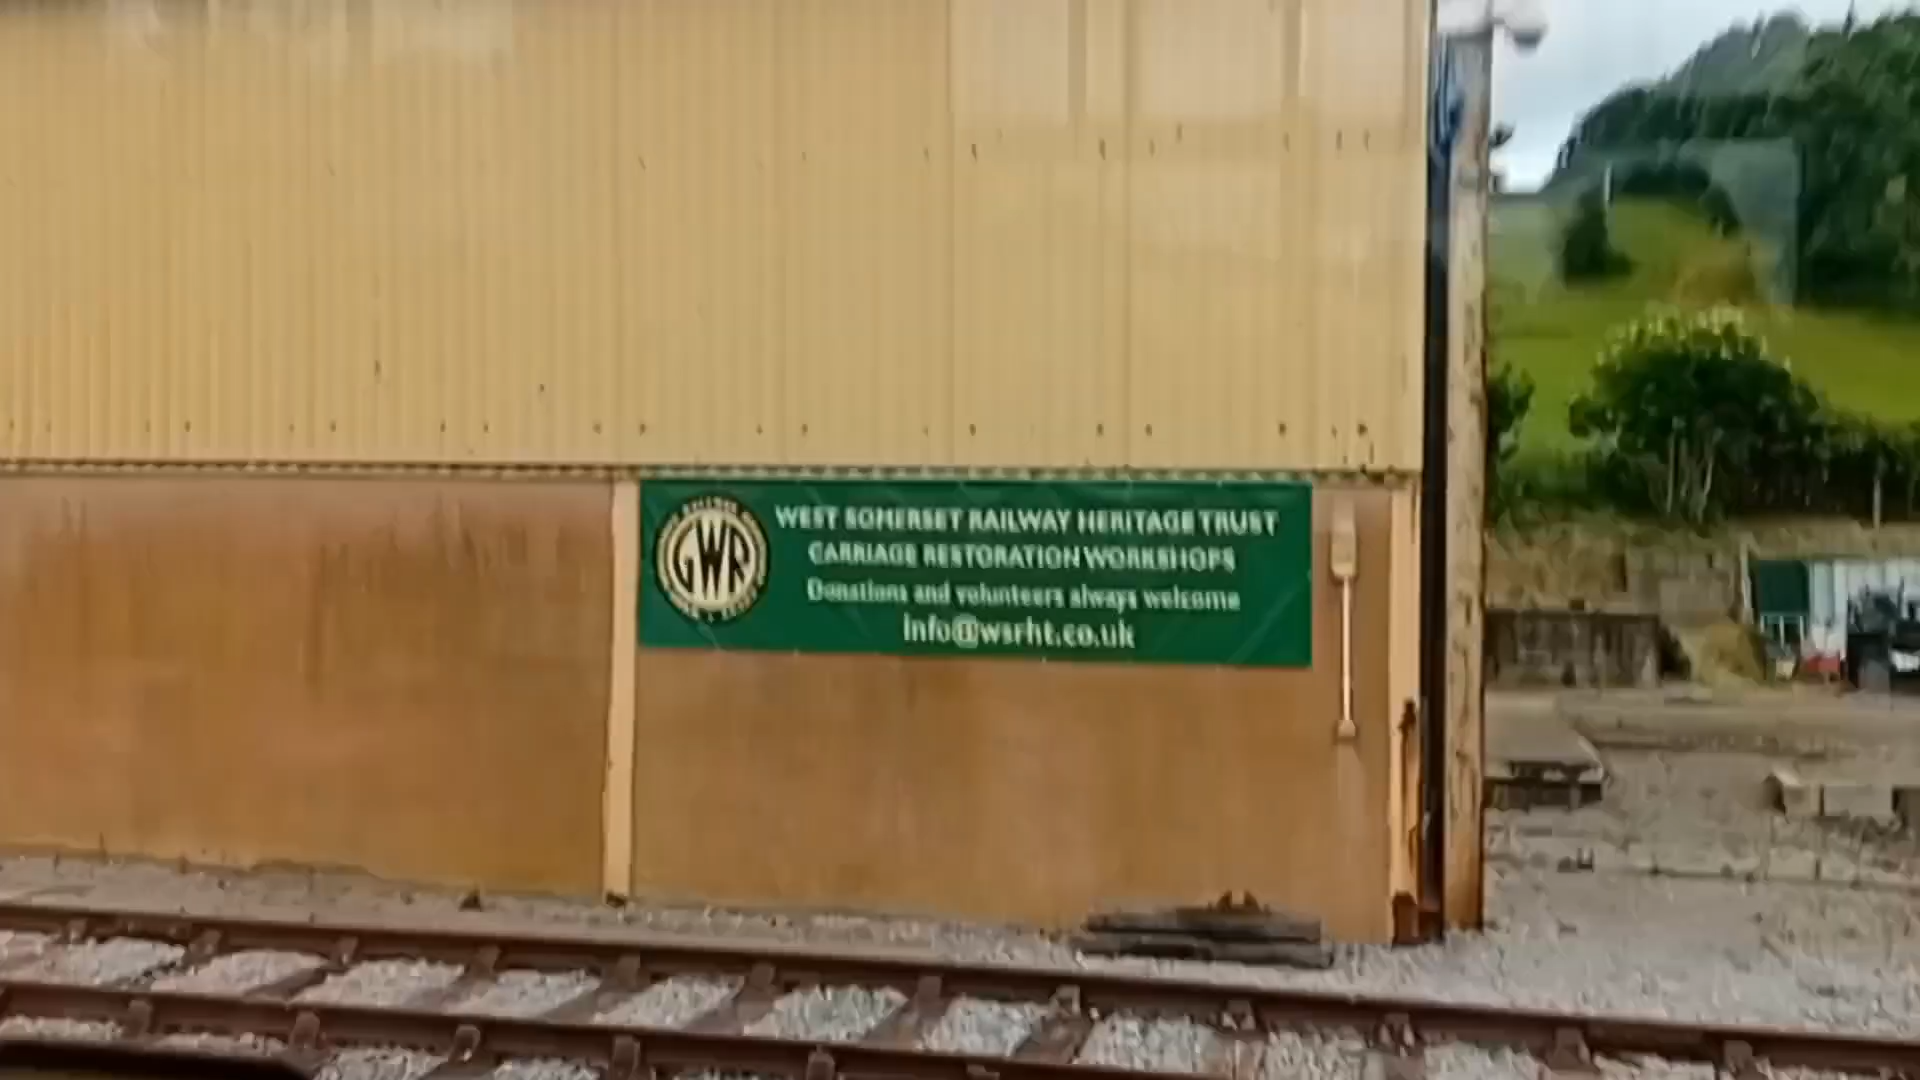 WEST SOMERSET RAILWAY HERITAGE TRUST
CARRIAGE RESTORATION WORKSHOPS
Donations and volunteers always welcome
info@wsrht.co.uk
GWR